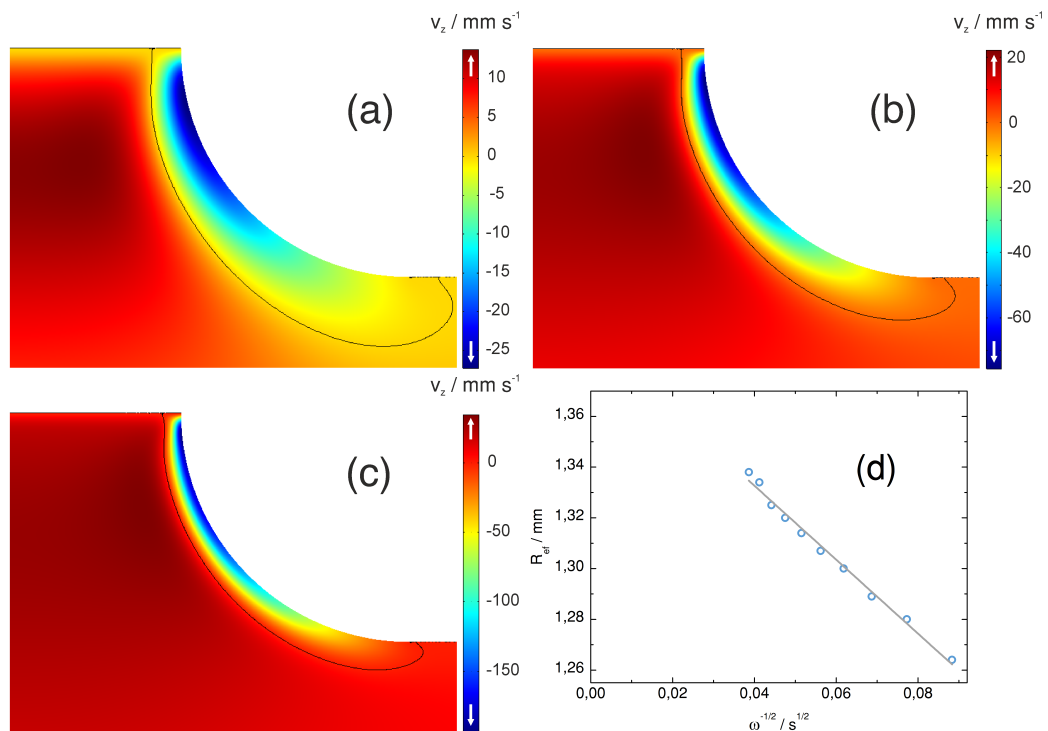 v_z / mm s⁻¹
(a)
10
5
0
-5
-10
-15
-20
-25
v_z / mm s⁻¹
(b)
20
0
-20
-40
-60
v_z / mm s⁻¹
(c)
0
-50
-100
-150
(d)
R_ef / mm
1,36
1,34
1,32
1,30
1,28
1,26
0,00 0,02 0,04 0,06 0,08
ω^-1/2 / s^1/2